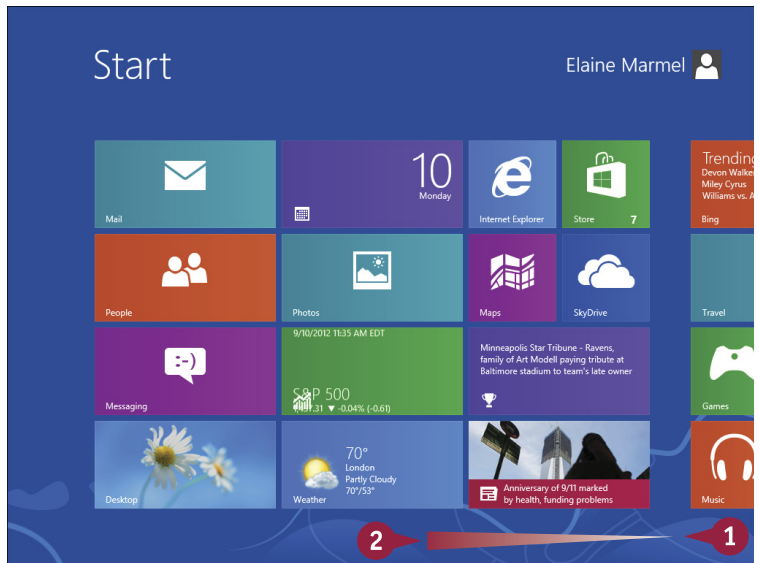 Start
Elaine Marmel
Mail
10
Monday
Internet Explorer
Store
7
Trending
Devon Walke
Miley Cyrus
Williams vs. A
Bing
People
Photos
Maps
SkyDrive
Travel
:-)
Messaging
9/10/2012 11:35 AM EDT
S&P 500
▼ -0.04% (-0.61)
Minneapolis Star Tribune - Ravens,
family of Art Modell paying tribute at
Baltimore stadium to team's late owner
Games
Desktop
70°
London
Partly Cloudy
70°/53°
Weather
Anniversary of 9/11 marked
by health, funding problems
Music
2
1